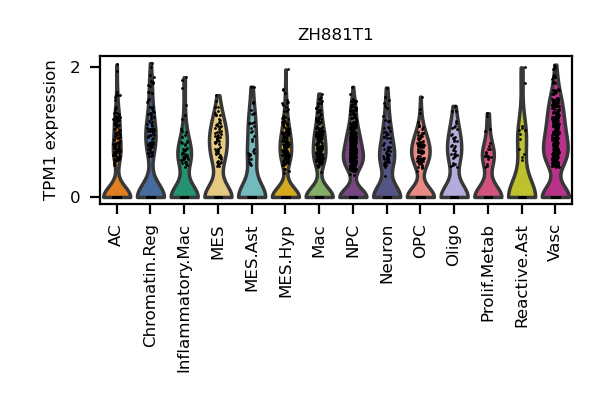 ZH881T1
TPM1 expression
2
0
AC
Chromatin.Reg
Inflammatory.Mac
MES
MES.Ast
MES.Hyp
Mac
NPC
Neuron
OPC
Oligo
Prolif.Metab
Reactive.Ast
Vasc